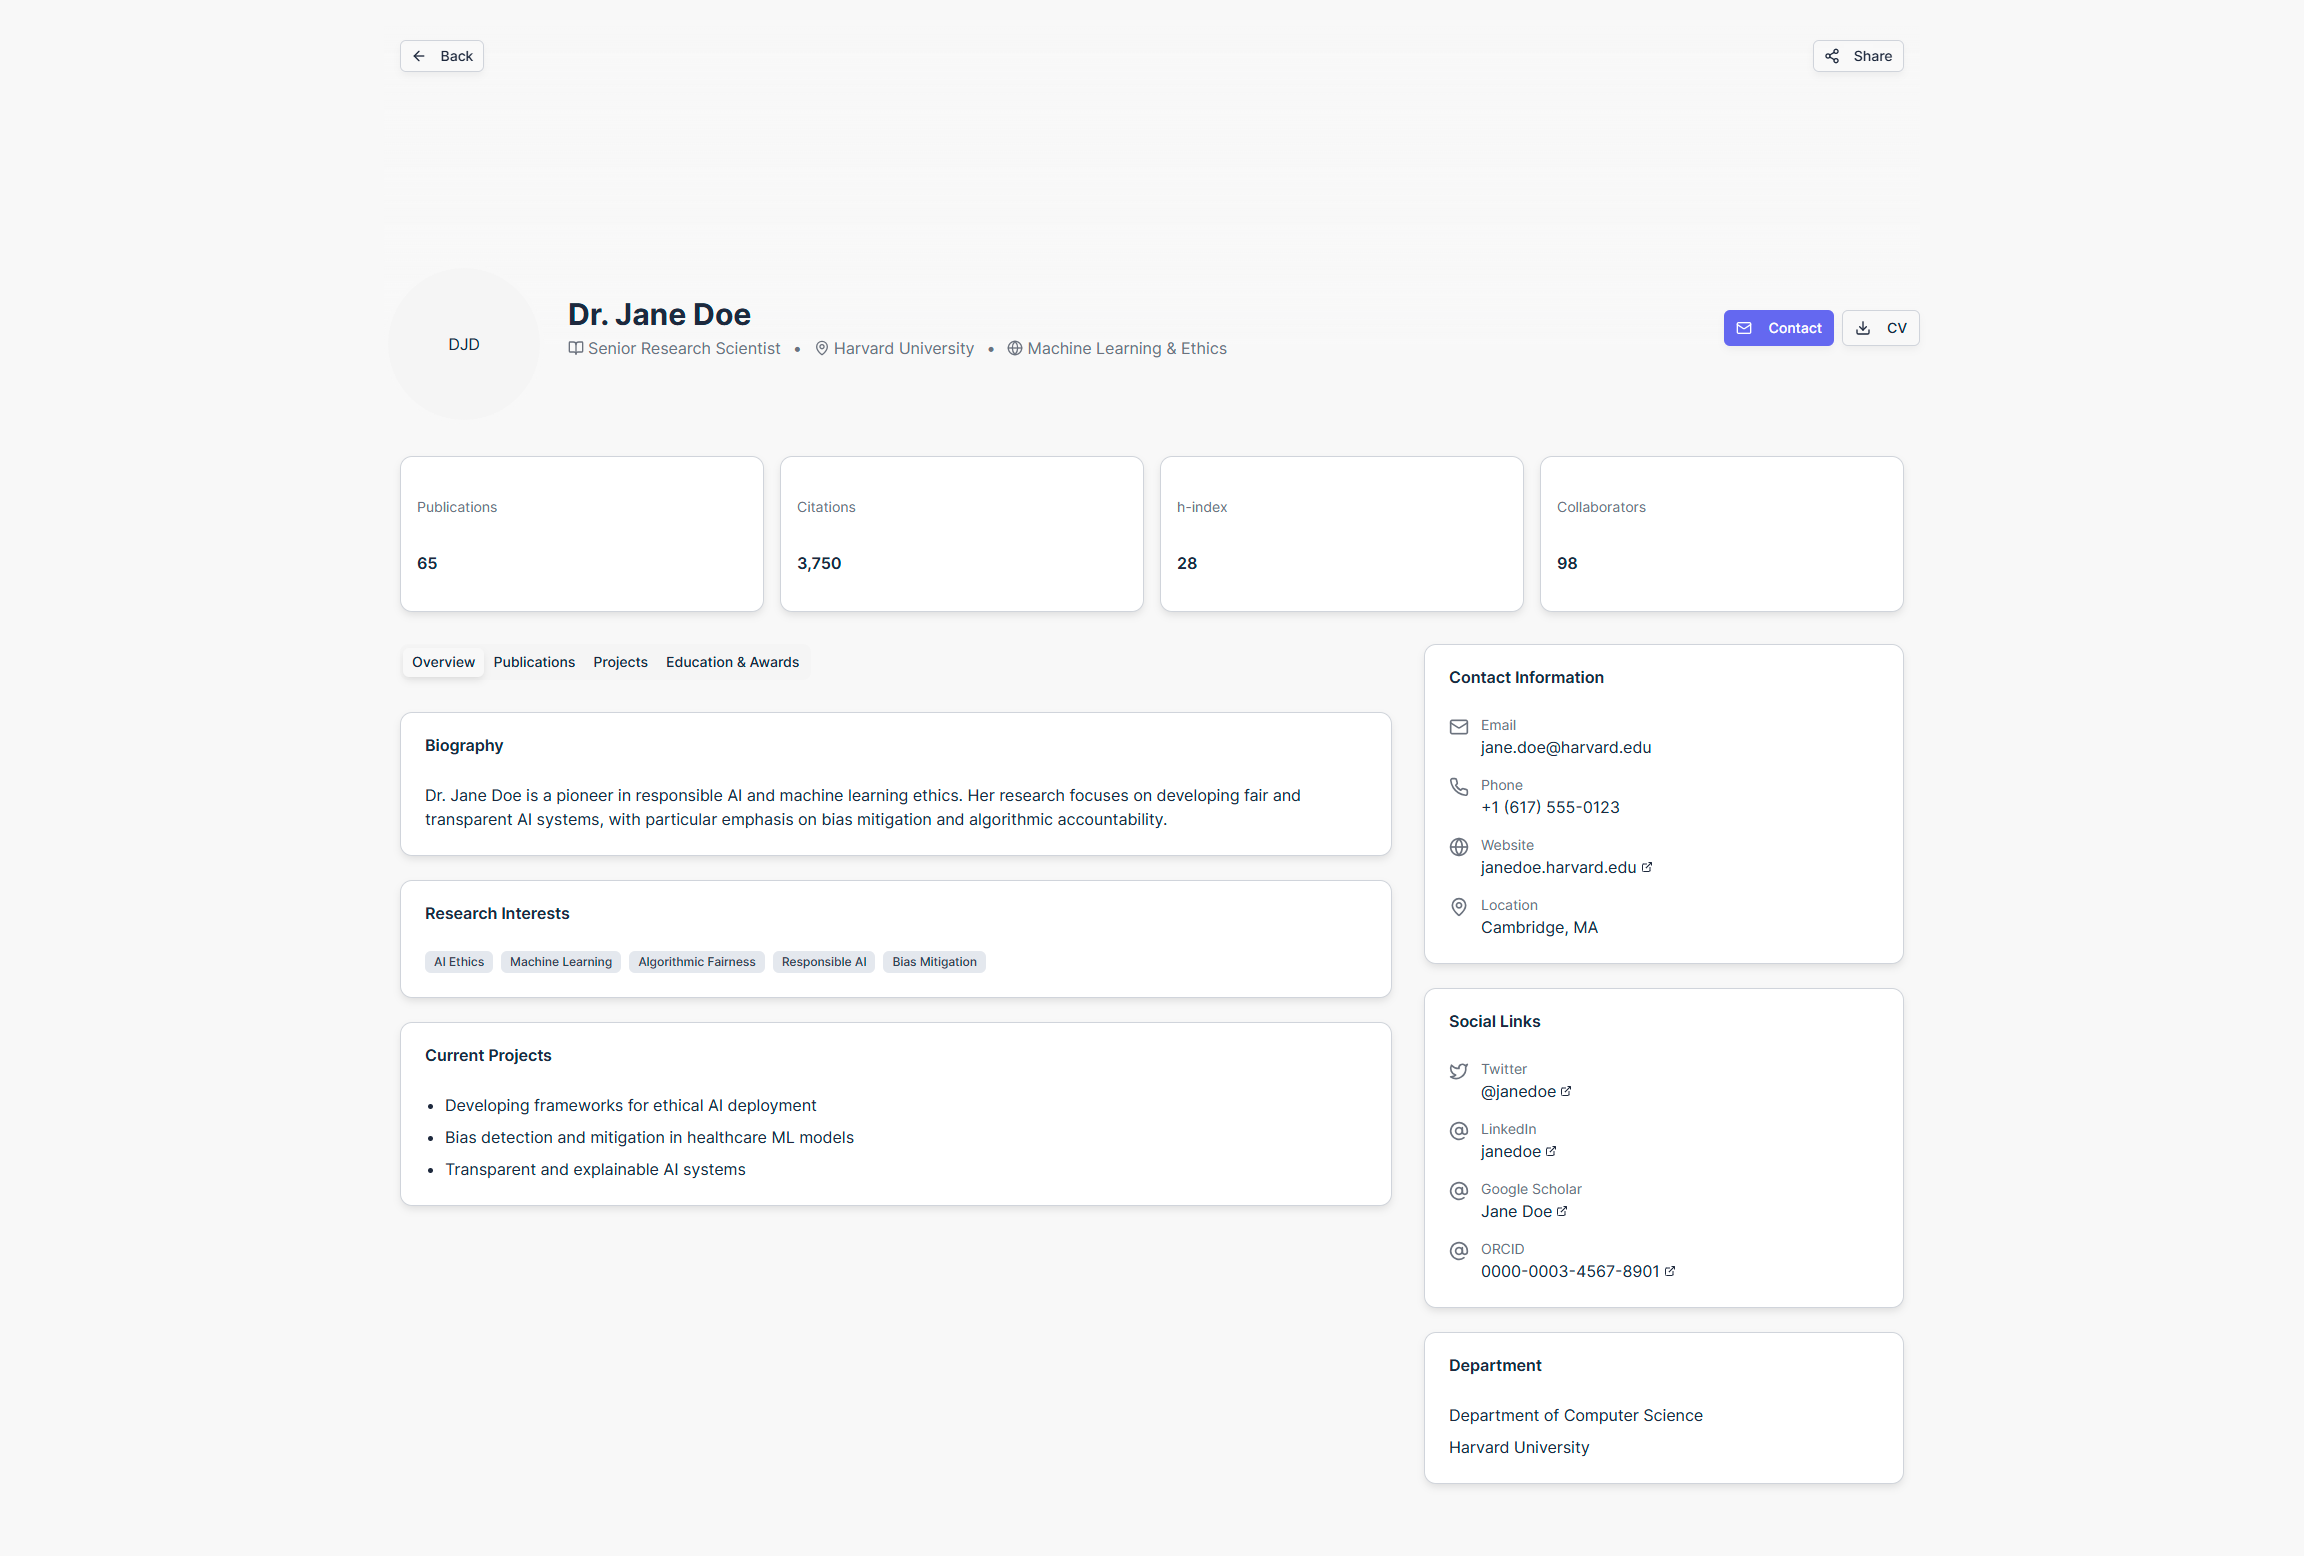 Back
Share
DJD
Dr. Jane Doe
Senior Research Scientist • Harvard University • Machine Learning & Ethics
Contact
CV
Publications
65
Citations
3,750
h-index
28
Collaborators
98
Overview Publications Projects Education & Awards
Biography
Dr. Jane Doe is a pioneer in responsible AI and machine learning ethics. Her research focuses on developing fair and
transparent AI systems, with particular emphasis on bias mitigation and algorithmic accountability.
Research Interests
AI Ethics Machine Learning Algorithmic Fairness Responsible AI Bias Mitigation
Current Projects
• Developing frameworks for ethical AI deployment
• Bias detection and mitigation in healthcare ML models
• Transparent and explainable AI systems
Contact Information
Email
jane.doe@harvard.edu
Phone
+1 (617) 555-0123
Website
janedoe.harvard.edu
Location
Cambridge, MA
Social Links
Twitter
@janedoe
LinkedIn
janedoe
Google Scholar
Jane Doe
ORCID
0000-0003-4567-8901
Department
Department of Computer Science
Harvard University